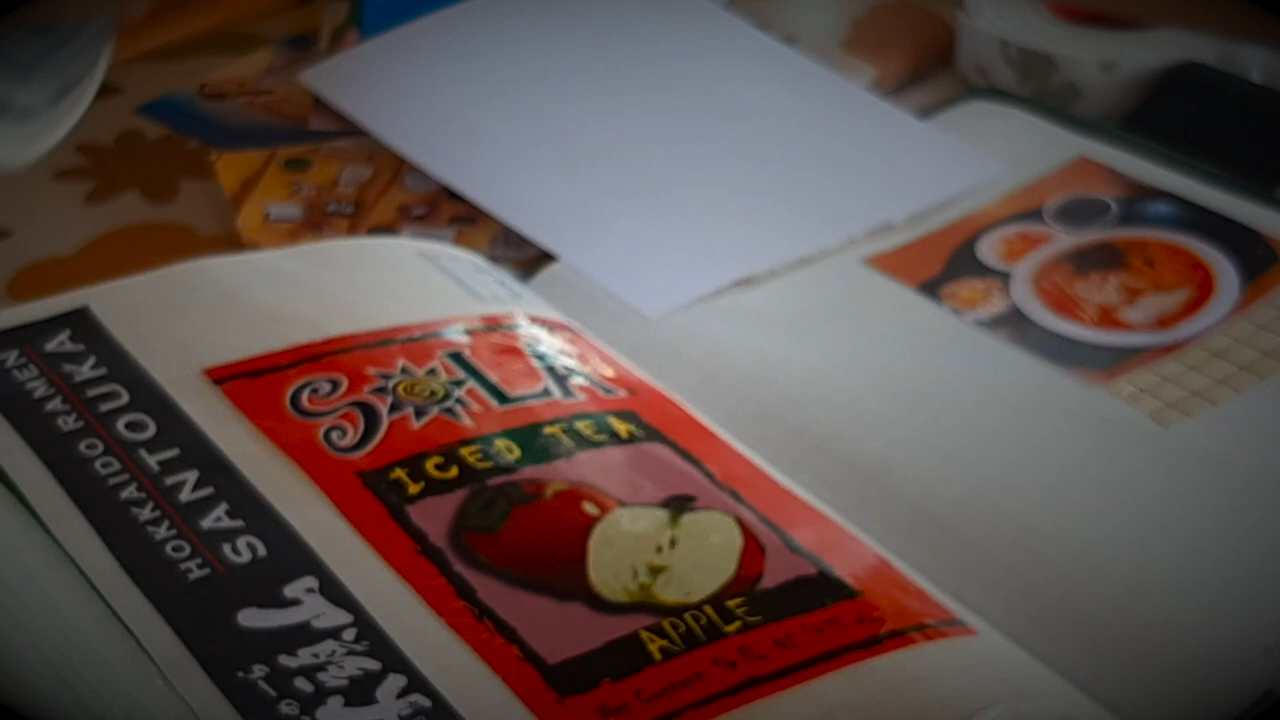 HOKKAIDO RAMEN
SANTOUKA
SOLA
ICED TEA
APPLE